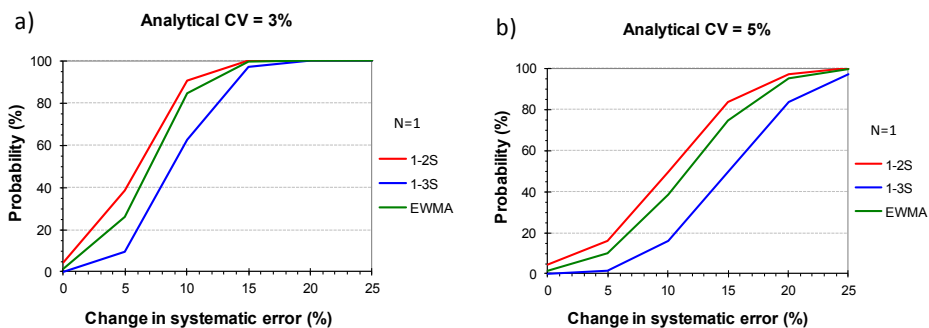 a)
Analytical CV = 3%
Probability (%)
100
80
60
40
20
0
0 5 10 15 20 25
Change in systematic error (%)
N=1
1-2S
1-3S
EWMA
b)
Analytical CV = 5%
Probability (%)
100
80
60
40
20
0
0 5 10 15 20 25
Change in systematic error (%)
N=1
1-2S
1-3S
EWMA